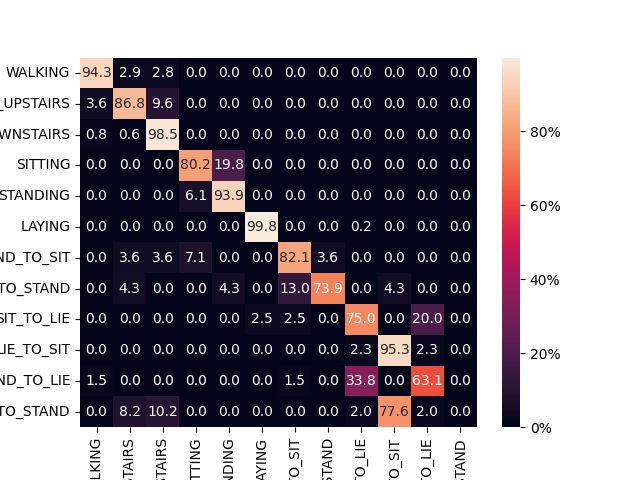 WALKING 94.3 2.9 2.8 0.0 0.0 0.0 0.0 0.0 0.0 0.0 0.0 0.0
_UPSTAIRS 3.6 86.8 9.6 0.0 0.0 0.0 0.0 0.0 0.0 0.0 0.0 0.0
WNSTAIRS 0.8 0.6 98.5 0.0 0.0 0.0 0.0 0.0 0.0 0.0 0.0 0.0
80%
SITTING 0.0 0.0 0.0 80.2 19.8 0.0 0.0 0.0 0.0 0.0 0.0 0.0
STANDING 0.0 0.0 0.0 6.1 93.9 0.0 0.0 0.0 0.0 0.0 0.0 0.0
60%
LAYING 0.0 0.0 0.0 0.0 0.0 99.8 0.0 0.0 0.2 0.0 0.0 0.0
ND_TO_SIT 0.0 3.6 3.6 7.1 0.0 0.0 82.1 3.6 0.0 0.0 0.0 0.0
40%
TO_STAND 0.0 4.3 0.0 0.0 4.3 0.0 13.0 73.9 0.0 4.3 0.0 0.0
SIT_TO_LIE 0.0 0.0 0.0 0.0 0.0 2.5 2.5 0.0 75.0 0.0 20.0 0.0
LIE_TO_SIT 0.0 0.0 0.0 0.0 0.0 0.0 0.0 0.0 2.3 95.3 2.3 0.0
20%
ND_TO_LIE 1.5 0.0 0.0 0.0 0.0 0.0 1.5 0.0 33.8 0.0 63.1 0.0
TO_STAND 0.0 8.2 10.2 0.0 0.0 0.0 0.0 0.0 2.0 77.6 2.0 0.0
0%
LKING
STAIRS
STAIRS
TTING
NDING
AYING
TO_SIT
STAND
TO_LIE
TO_SIT
TO_LIE
STAND